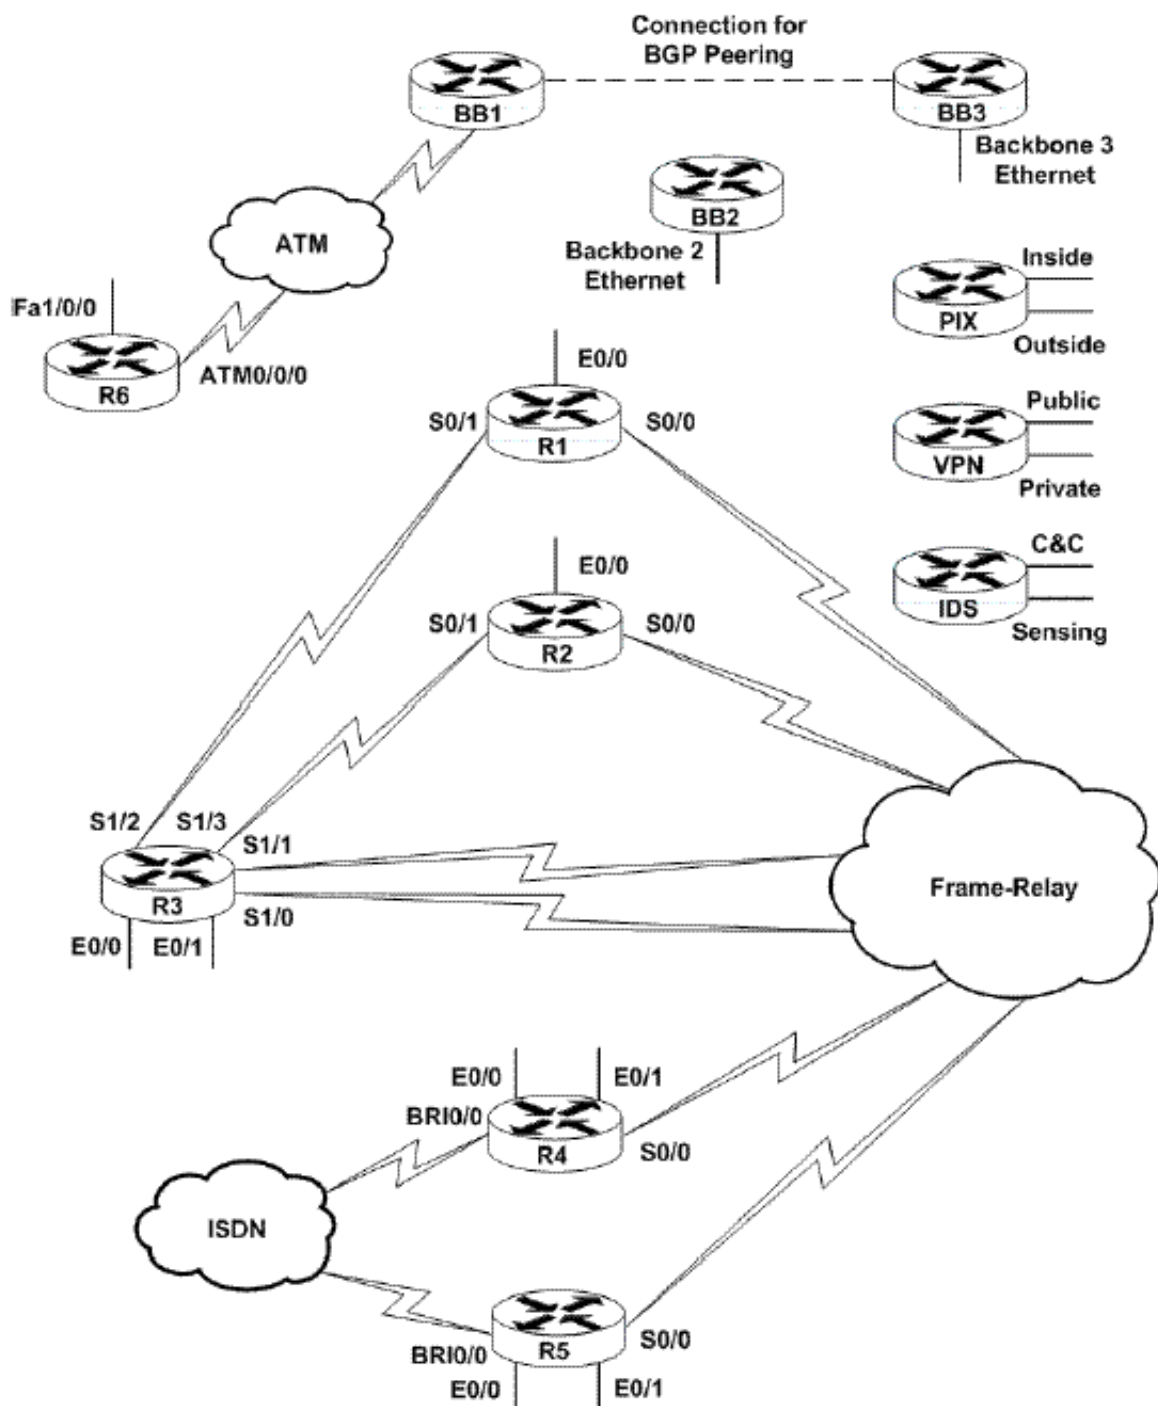 Connection for
BGP Peering
BB1
BB3
Backbone 3
Ethernet
BB2
ATM
Backbone 2
Ethernet
Inside
Fa1/0/0
PIX
Outside
E0/0
ATM0/0/0
R6
Public
S0/1
S0/0
R1
VPN
Private
C&C
E0/0
IDS
S0/1
S0/0
Sensing
R2
S1/2
S1/3
S1/1
Frame-Relay
R3
S1/0
E0/0
E0/1
E0/0
E0/1
BRI0/0
R4
S0/0
ISDN
S0/0
R5
BRI0/0
E0/0
E0/1